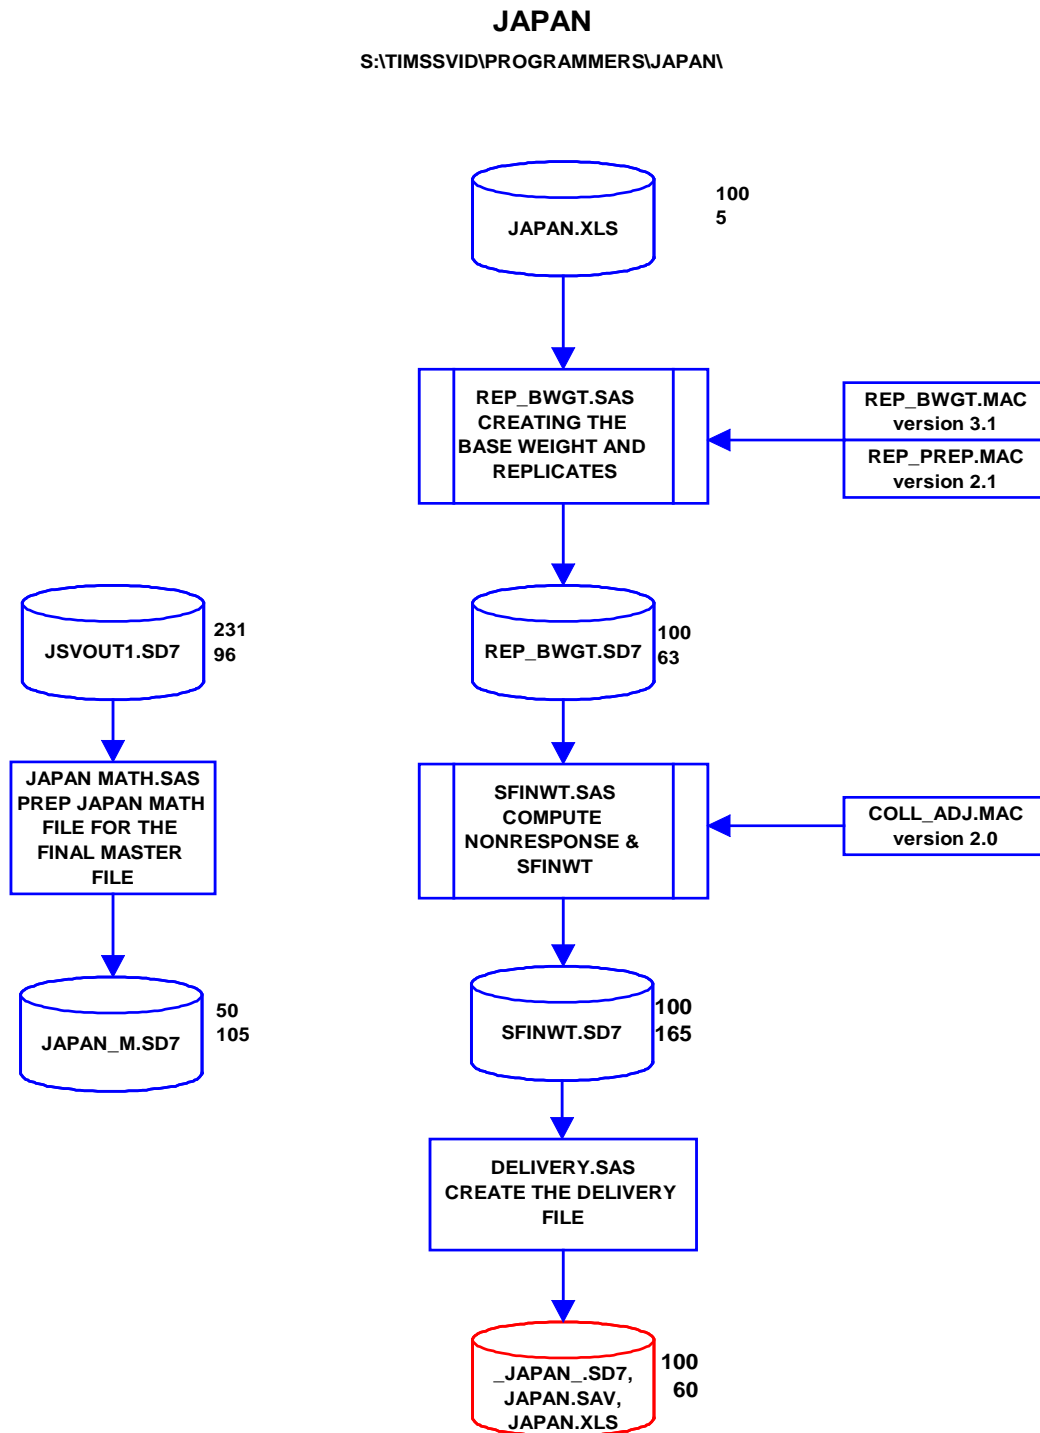 JAPAN
S:\TIMSSVID\PROGRAMMERS\JAPAN\
JAPAN.XLS
100
5
REP_BWGT.SAS
CREATING THE
BASE WEIGHT AND
REPLICATES
REP_BWGT.MAC
version 3.1
REP_PREP.MAC
version 2.1
JSVOUT1.SD7
231
96
REP_BWGT.SD7
100
63
JAPAN MATH.SAS
PREP JAPAN MATH
FILE FOR THE
FINAL MASTER
FILE
SFINWT.SAS
COMPUTE
NONRESPONSE &
SFINWT
COLL_ADJ.MAC
version 2.0
JAPAN_M.SD7
50
105
SFINWT.SD7
100
165
DELIVERY.SAS
CREATE THE DELIVERY
FILE
_JAPAN_.SD7,
JAPAN.SAV,
JAPAN.XLS
100
60